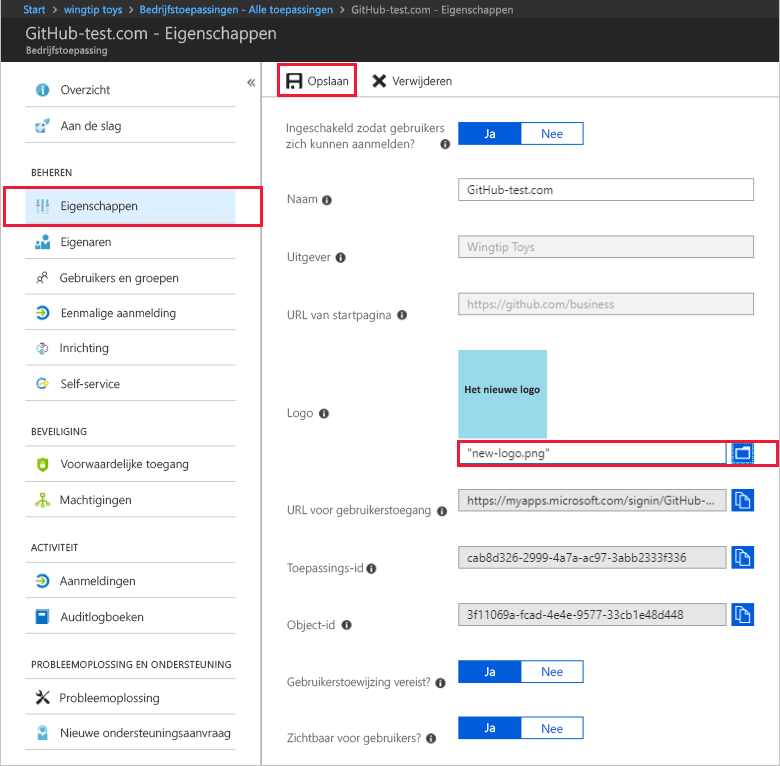 Start > wingtip toys > Bedrijfstoepassingen - Alle toepassingen > GitHub-test.com - Eigenschappen
GitHub-test.com - Eigenschappen
Bedrijfstoepassing
«
Overzicht
Aan de slag
BEHEREN
Eigenschappen
Eigenaren
Gebruikers en groepen
Eenmalige aanmelding
Inrichting
Self-service
BEVEILIGING
Voorwaardelijke toegang
Machtigingen
ACTIVITEIT
Aanmeldingen
Auditlogboeken
PROBLEEMOPLOSSING EN ONDERSTEUNING
Probleemoplossing
Nieuwe ondersteuningsaanvraag
Opslaan Verwijderen
Ingeschakeld zodat gebruikers
zich kunnen aanmelden?
Ja Nee
Naam
GitHub-test.com
Uitgever
Wingtip Toys
URL van startpagina
https://github.com/business
Logo
Het nieuwe logo
"new-logo.png"
URL voor gebruikerstoegang
https://myapps.microsoft.com/signin/GitHub-...
Toepassings-id
cab8d326-2999-4a7a-ac97-3abb2333f336
Object-id
3f11069a-fcad-4e4e-9577-33cb1e48d448
Gebruikerstoewijzing vereist?
Ja Nee
Zichtbaar voor gebruikers?
Ja Nee